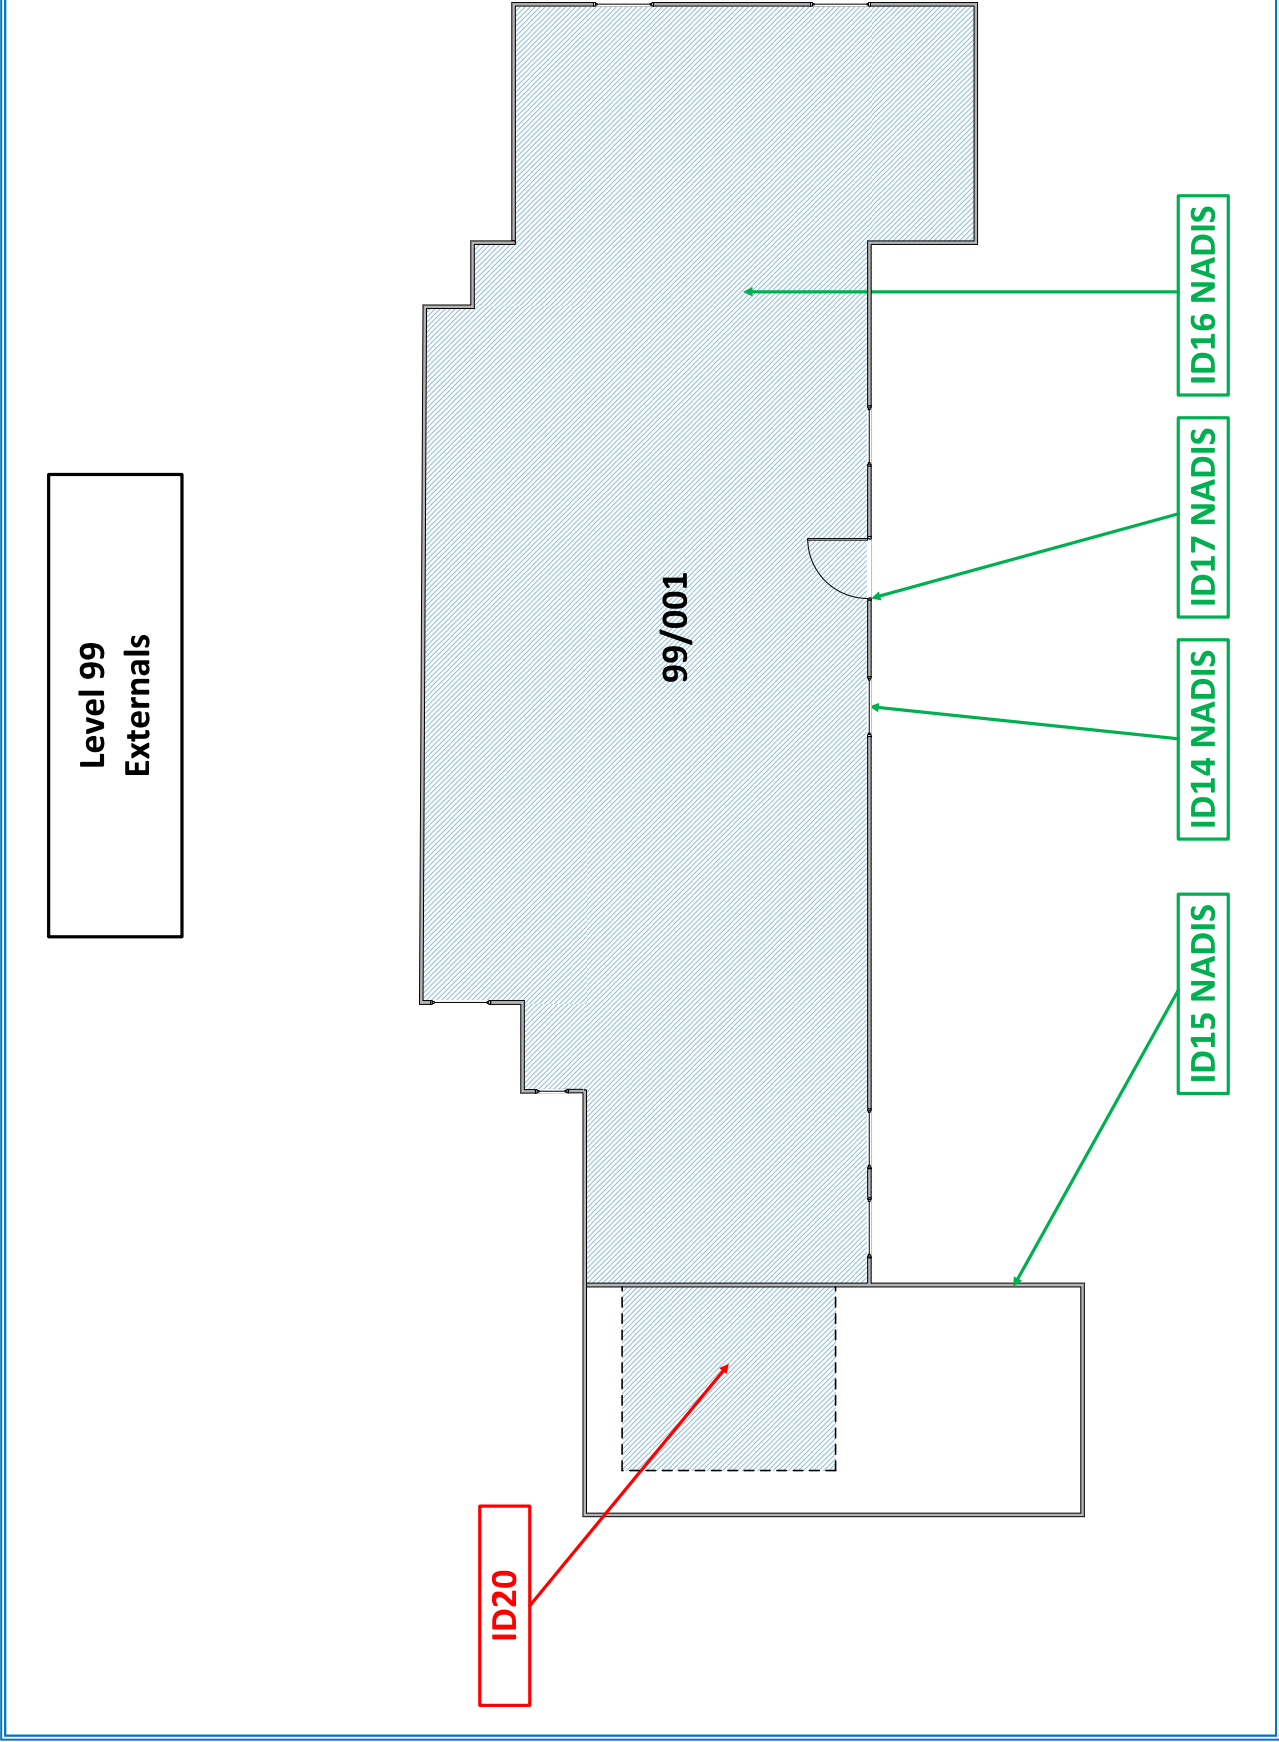 Level 99
Externals
99/001
ID20
ID15 NADIS
ID14 NADIS
ID17 NADIS
ID16 NADIS